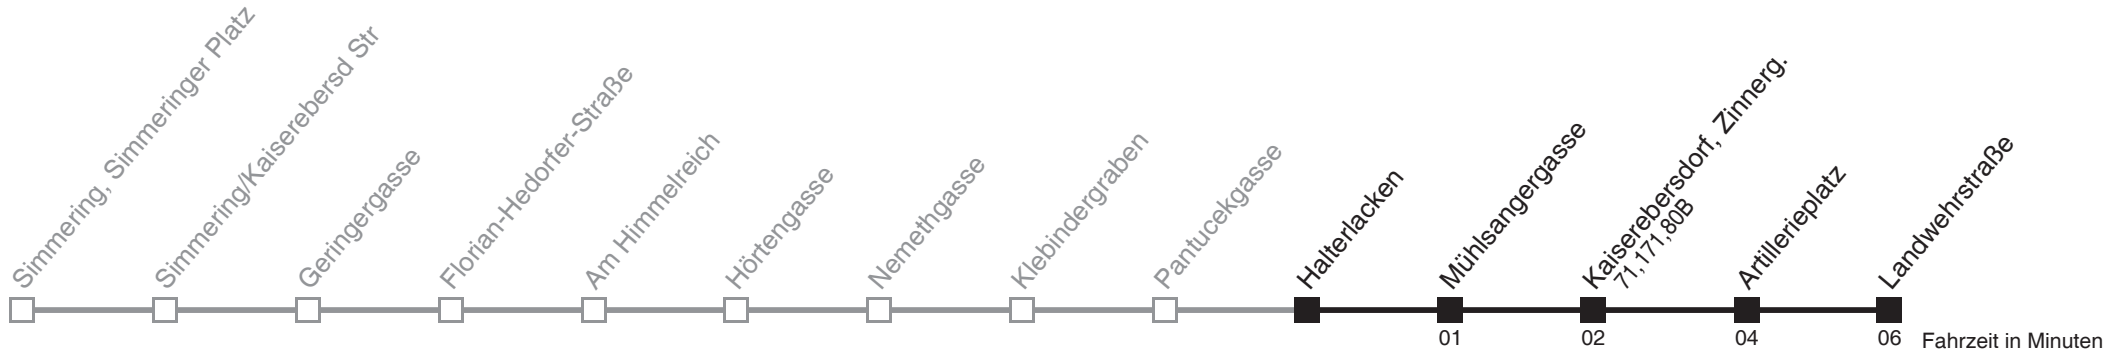 Simmering, Simmeringer Platz
Simmering/Kaiserebersd Str
Geringergasse
Florian-Hedorfer-Straße
Am Himmelreich
Hörtengasse
Nemethgasse
Klebindergraben
Pantucekgasse
Halterlacken
Mühlsangergasse
Kaiserebersdorf, Zinnerg.
71,171,80B
Artillerieplatz
Landwehrstraße
01 02 04 06 Fahrzeit in Minuten